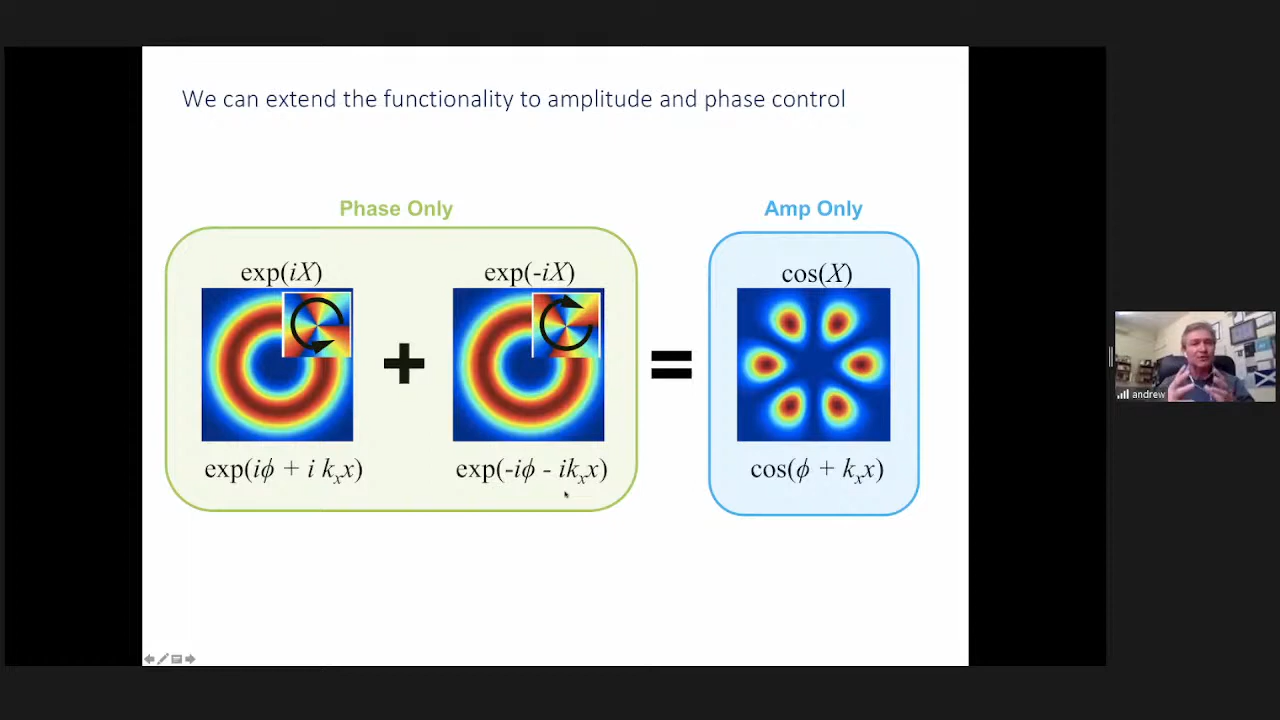 We can extend the functionality to amplitude and phase control
Phase Only
Amp Only
exp(iX)
exp(-iX)
cos(X)
+
=
exp(iϕ + i kₓx)
exp(-iϕ - ikₓx)
cos(ϕ + kₓx)
andrew